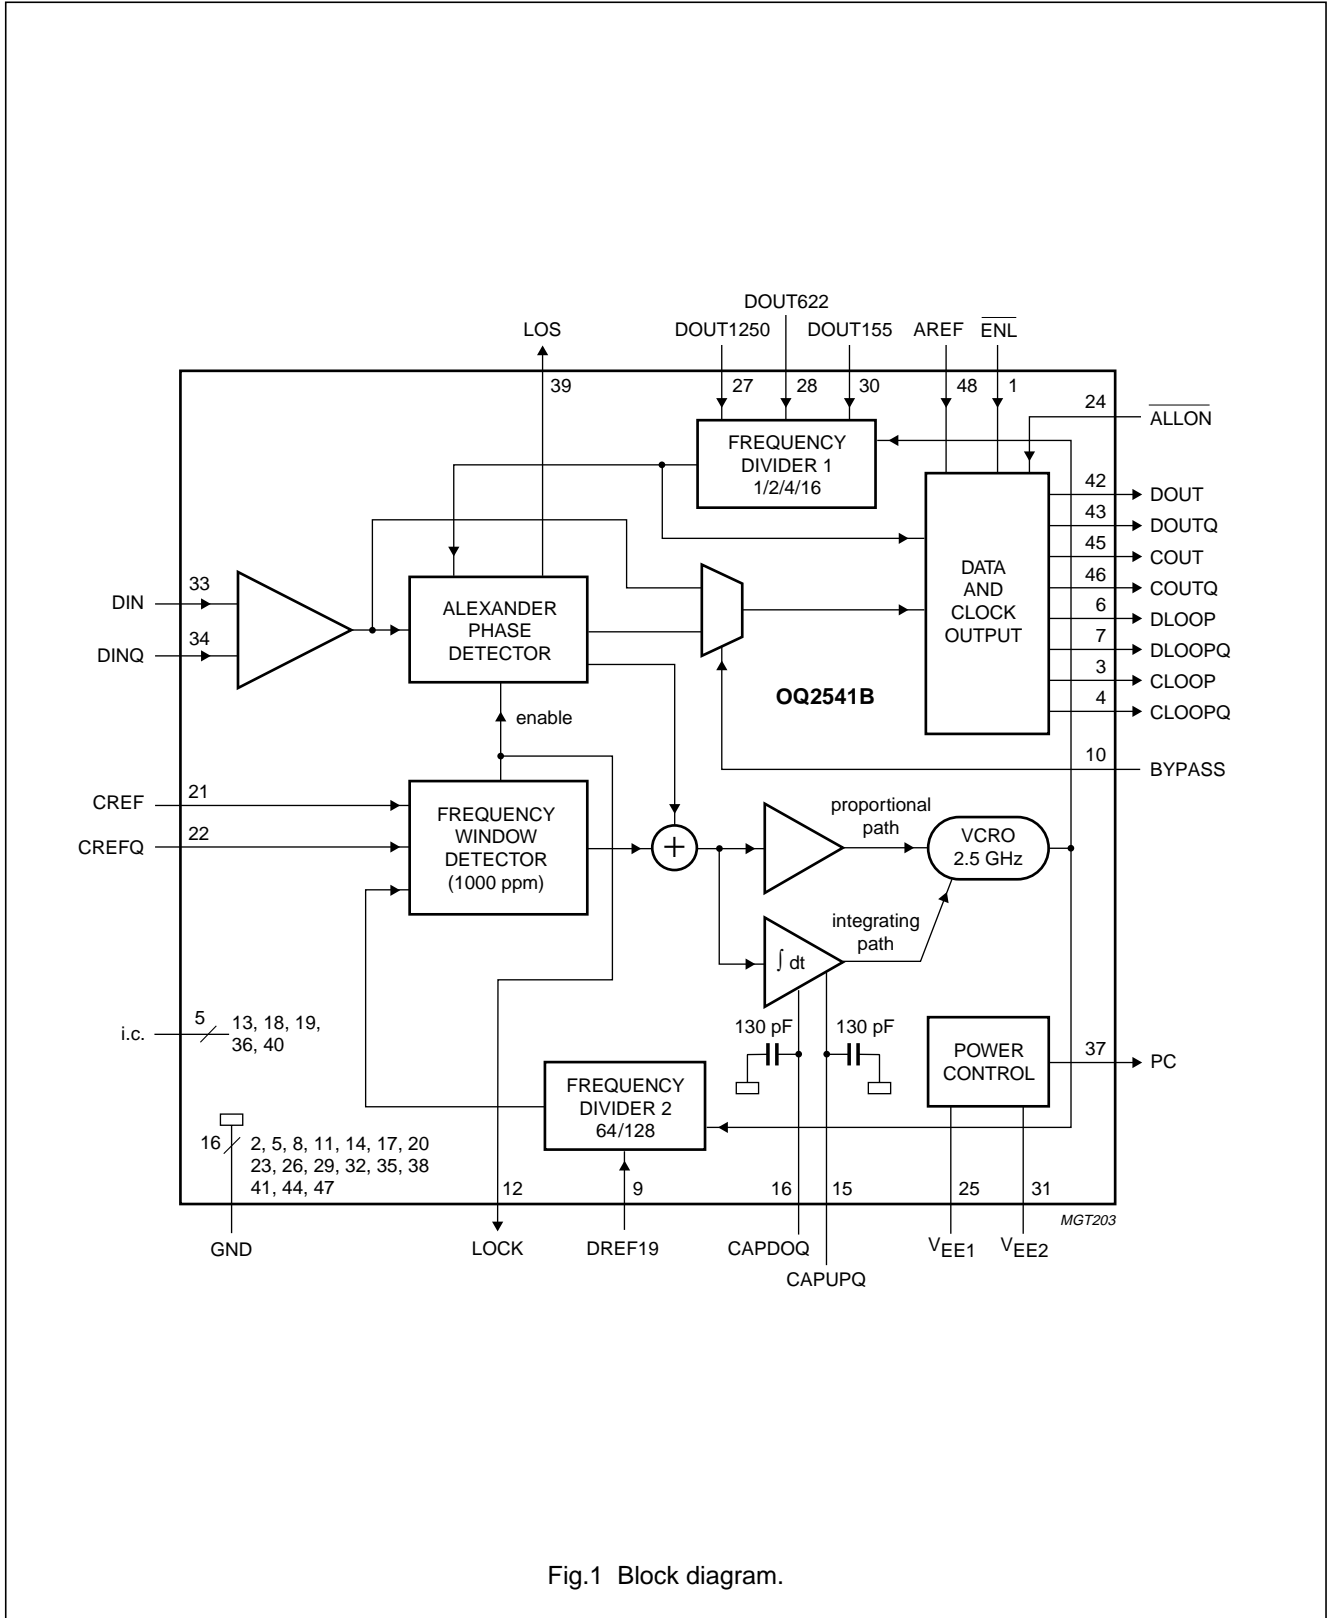 DOUT622
LOS
DOUT1250
DOUT155
AREF
ENL
39
27
28
30
48
1
24
ALLON
FREQUENCY
DIVIDER 1
1/2/4/16
42
DOUT
43
DOUTQ
45
COUT
46
COUTQ
6
DLOOP
7
DLOOPQ
3
CLOOP
4
CLOOPQ
DATA
AND
CLOCK
OUTPUT
33
DIN
34
DINQ
ALEXANDER
PHASE
DETECTOR
OQ2541B
enable
10
BYPASS
21
CREF
22
CREFQ
FREQUENCY
WINDOW
DETECTOR
(1000 ppm)
+
proportional
path
VCRO
2.5 GHz
integrating
path
∫ dt
130 pF
130 pF
5
i.c.
13, 18, 19,
36, 40
POWER
CONTROL
37
PC
FREQUENCY
DIVIDER 2
64/128
16
2, 5, 8, 11, 14, 17, 20
23, 26, 29, 32, 35, 38
41, 44, 47
12
9
16
15
25
31
MGT203
GND
LOCK
DREF19
CAPDOQ
CAPUPQ
VEE1
VEE2
Fig.1 Block diagram.